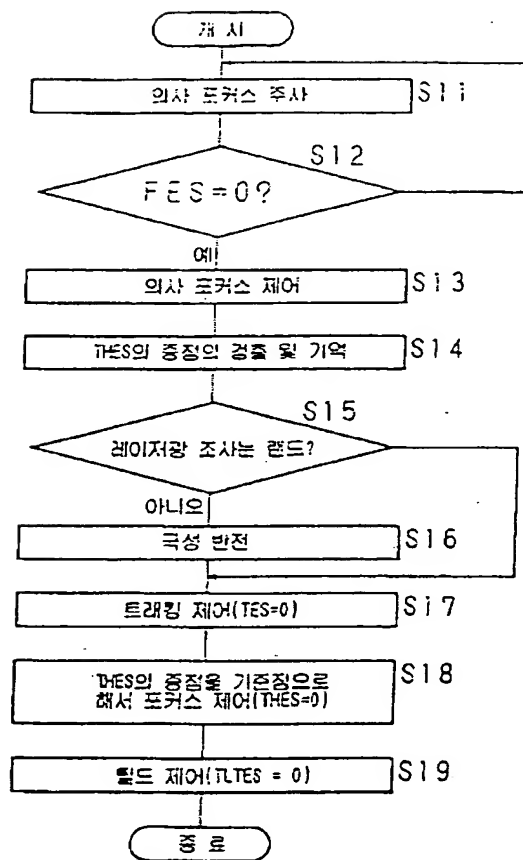 개 시
의사 포커스 주사
S11
S12
FES=0?
예
의사 포커스 제어
S13
THES의 중점의 검출 및 기억
S14
S15
레이저광 조사는 랜드?
아니오
극성 반전
S16
트래킹 제어(TES=0)
S17
THES의 중점을 기준점으로
해서 포커스 제어(THES=0)
S18
틸트 제어(TLTES = 0)
S19
종 료